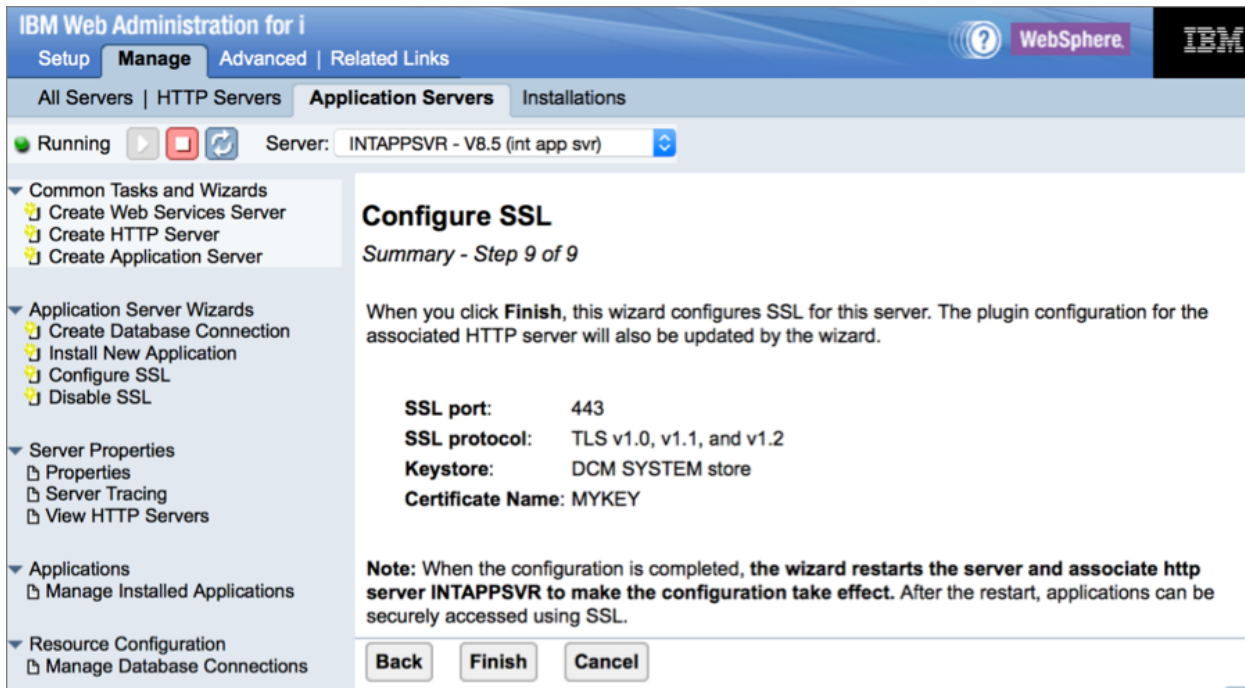 IBM Web Administration for i
Setup Manage Advanced | Related Links
? WebSphere. IBM
All Servers | HTTP Servers Application Servers Installations
Running Server: INTAPPSVR - V8.5 (int app svr)
Common Tasks and Wizards
Create Web Services Server
Create HTTP Server
Create Application Server
Application Server Wizards
Create Database Connection
Install New Application
Configure SSL
Disable SSL
Server Properties
Properties
Server Tracing
View HTTP Servers
Applications
Manage Installed Applications
Resource Configuration
Manage Database Connections
Configure SSL
Summary - Step 9 of 9
When you click Finish, this wizard configures SSL for this server. The plugin configuration for the
associated HTTP server will also be updated by the wizard.
SSL port: 443
SSL protocol: TLS v1.0, v1.1, and v1.2
Keystore: DCM SYSTEM store
Certificate Name: MYKEY
Note: When the configuration is completed, the wizard restarts the server and associate http
server INTAPPSVR to make the configuration take effect. After the restart, applications can be
securely accessed using SSL.
Back Finish Cancel